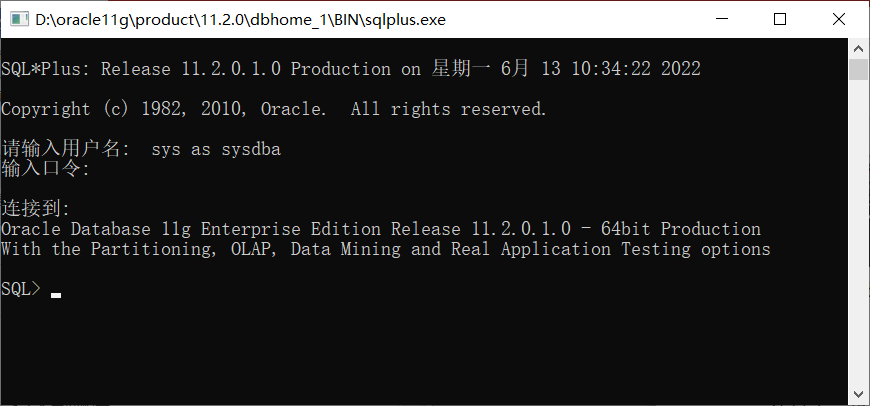 D:\oracle11g\product\11.2.0\dbhome_1\BIN\sqlplus.exe
SQL*Plus: Release 11.2.0.1.0 Production on 星期一 6月 13 10:34:22 2022
Copyright (c) 1982, 2010, Oracle.  All rights reserved.
请输入用户名:  sys as sysdba
输入口令:
连接到:
Oracle Database 11g Enterprise Edition Release 11.2.0.1.0 - 64bit Production
With the Partitioning, OLAP, Data Mining and Real Application Testing options
SQL>